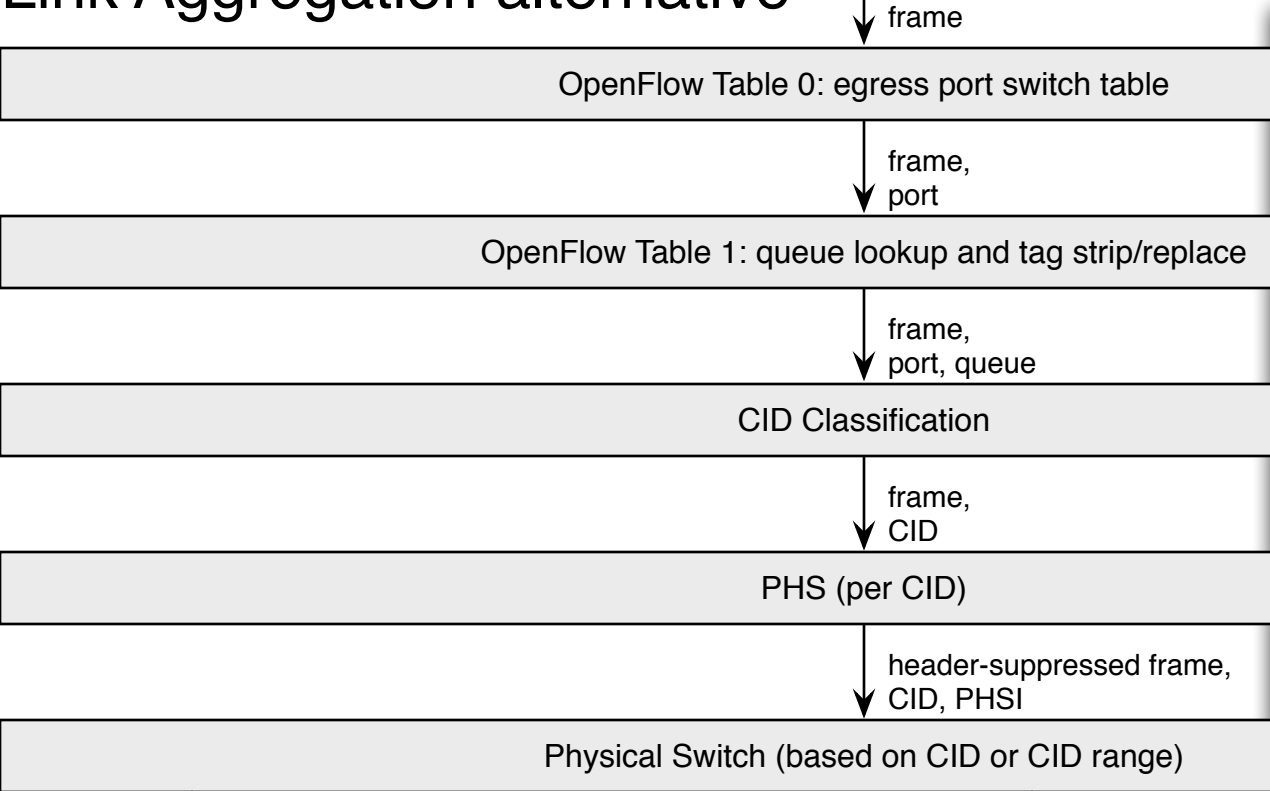 Link Aggregation alternative
frame
OpenFlow Table 0: egress port switch table
frame,
port
OpenFlow Table 1: queue lookup and tag strip/replace
frame,
port, queue
CID Classification
frame,
CID
PHS (per CID)
header-suppressed frame,
CID, PHSI
Physical Switch (based on CID or CID range)